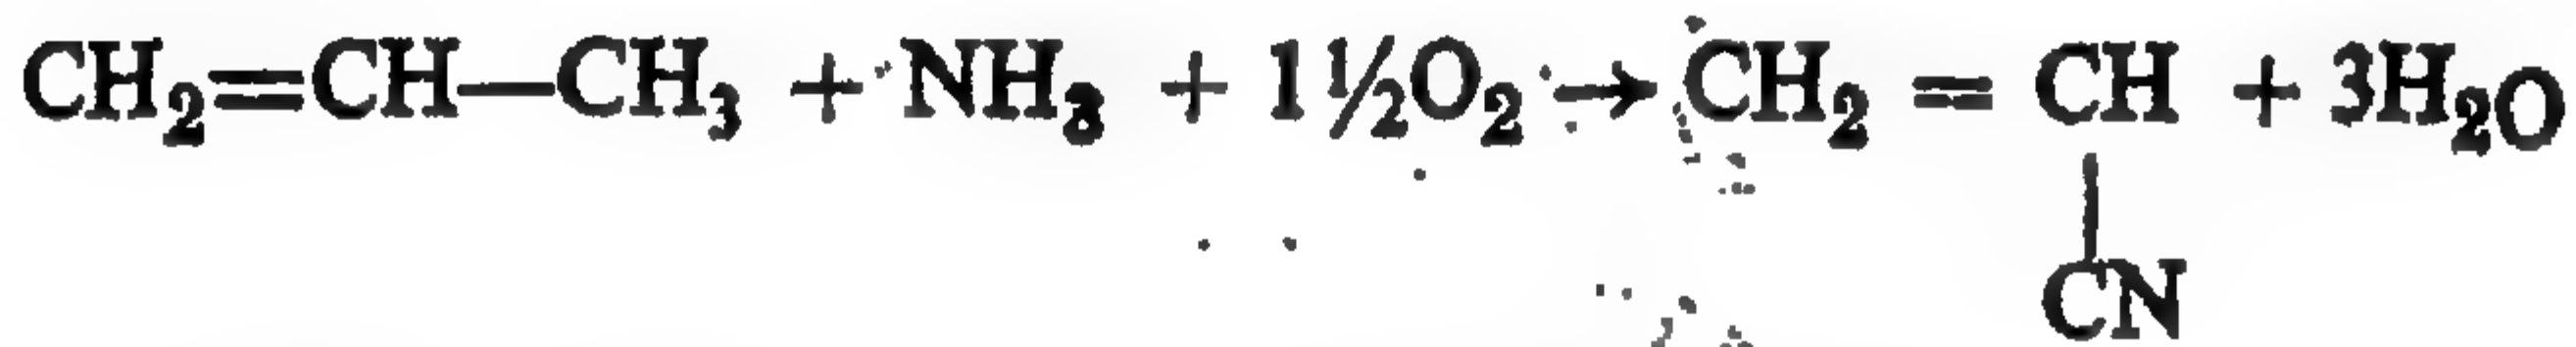 CH₂=CH—CH₃ + NH₃ + 1½O₂ → CH₂ = CH + 3H₂O
CN